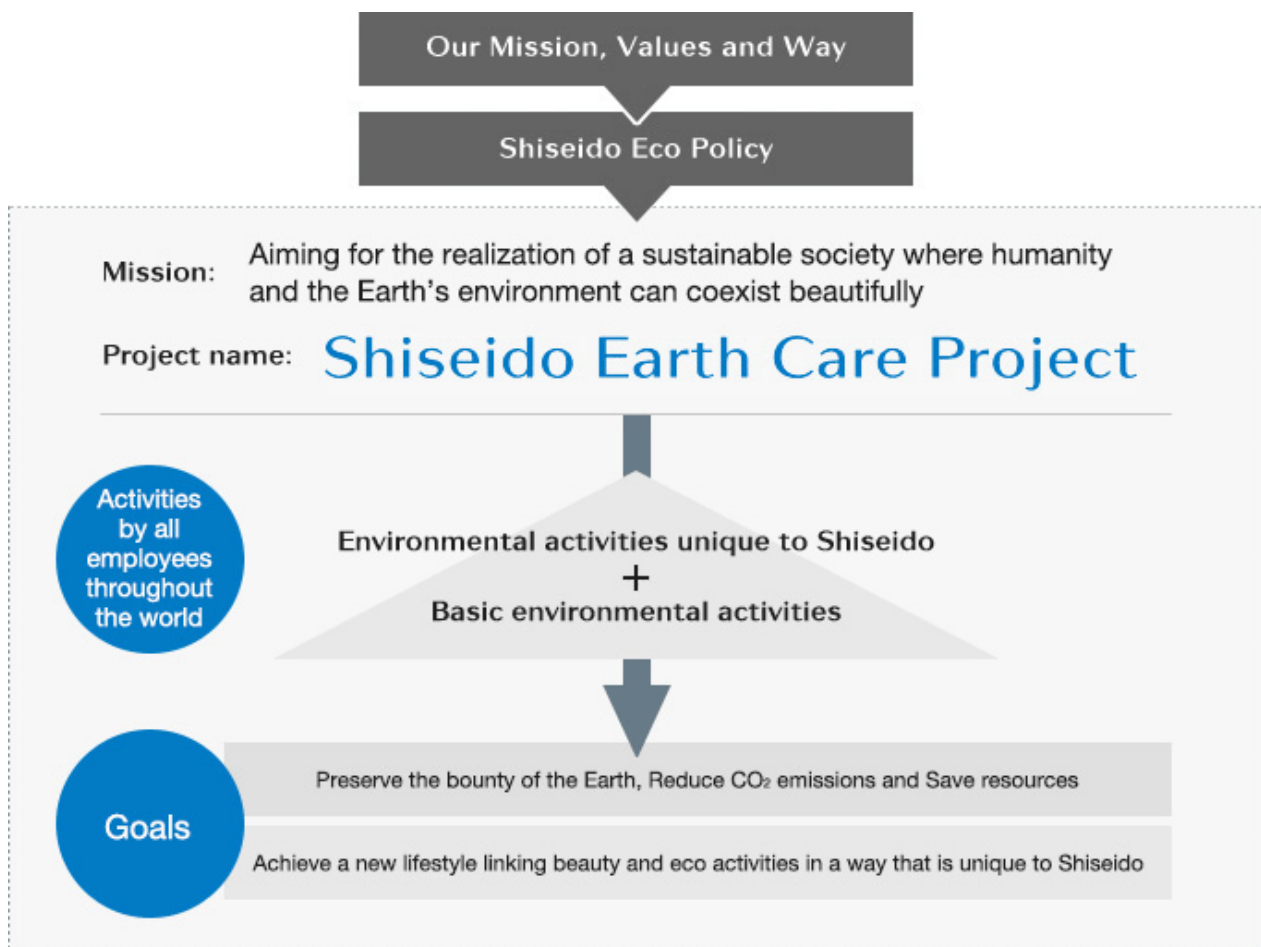 Our Mission, Values and Way
Shiseido Eco Policy
Mission: Aiming for the realization of a sustainable society where humanity
and the Earth's environment can coexist beautifully
Project name: Shiseido Earth Care Project
Activities
by all
employees
throughout
the world
Environmental activities unique to Shiseido
+
Basic environmental activities
Goals
Preserve the bounty of the Earth, Reduce CO₂ emissions and Save resources
Achieve a new lifestyle linking beauty and eco activities in a way that is unique to Shiseido